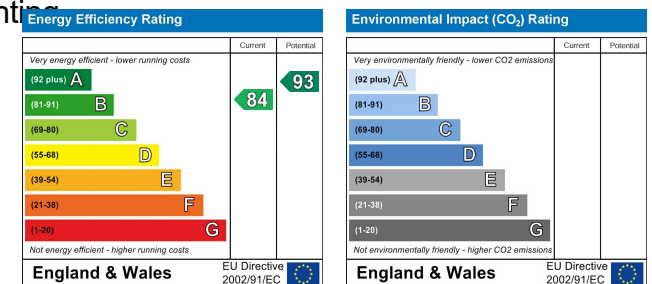 nting
Energy Efficiency Rating
Current Potential
Very energy efficient - lower running costs
(92 plus) A
93
(81-91) B
84
(69-80) C
(55-68) D
(39-54) E
(21-38) F
(1-20) G
Not energy efficient - higher running costs
England & Wales
EU Directive
2002/91/EC
Environmental Impact (CO₂) Rating
Current Potential
Very environmentally friendly - lower CO2 emissions
(92 plus) A
(81-91) B
(69-80) C
(55-68) D
(39-54) E
(21-38) F
(1-20) G
Not environmentally friendly - higher CO2 emissions
England & Wales
EU Directive
2002/91/EC